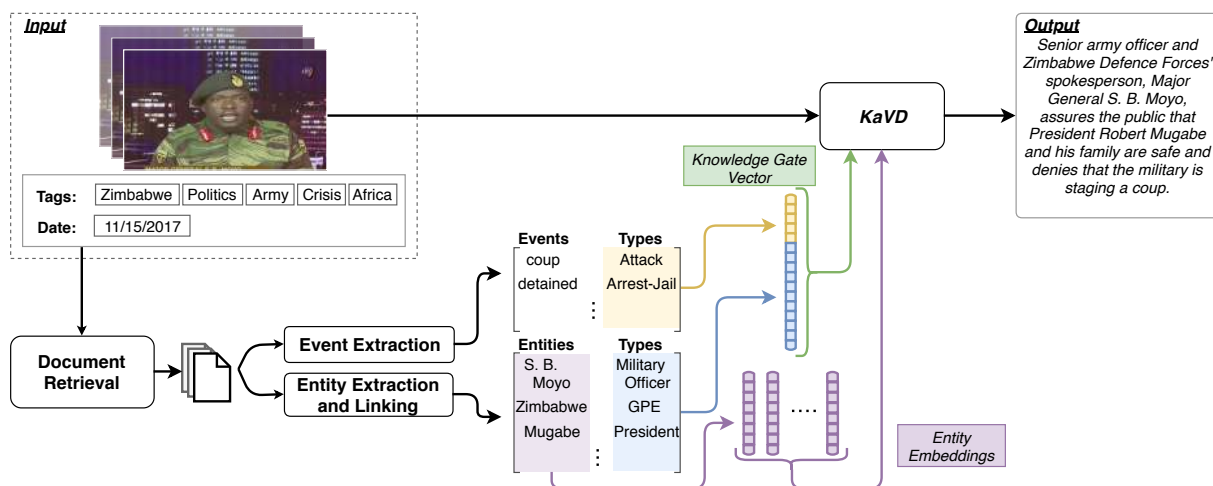 Input
Tags: Zimbabwe Politics Army Crisis Africa
Date: 11/15/2017
KaVD
Output
Senior army officer and
Zimbabwe Defence Forces'
spokesperson, Major
General S. B. Moyo,
assures the public that
President Robert Mugabe
and his family are safe and
denies that the military is
staging a coup.
Knowledge Gate
Vector
Document
Retrieval
Event Extraction
Entity Extraction
and Linking
Events Types
coup Attack
detained Arrest-Jail
Entities Types
S. B.
Moyo
Military
Officer
Zimbabwe GPE
Mugabe President
Entity
Embeddings